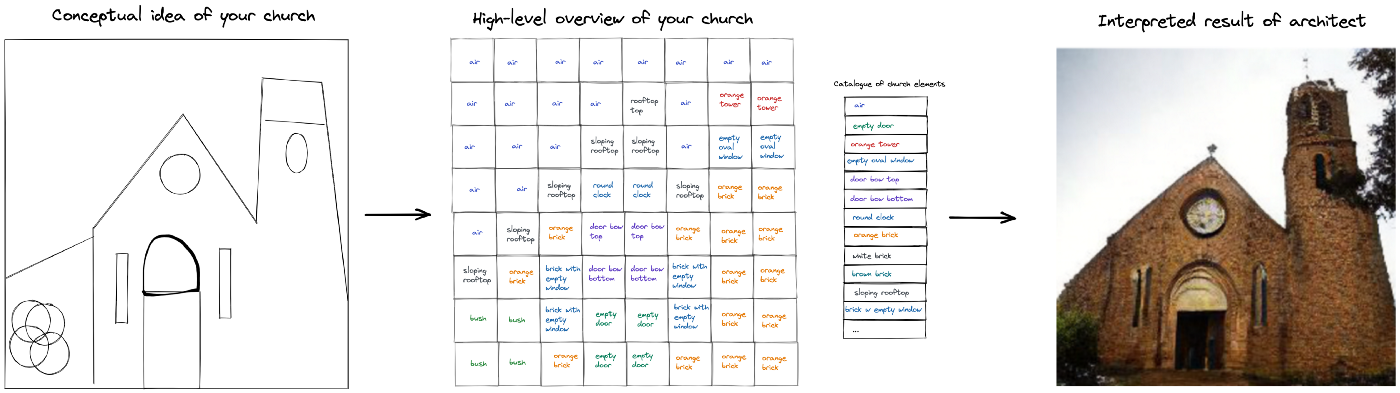 Conceptual idea of your church
High-level overview of your church
Interpreted result of architect
air air air air air air air air
air air air air rooftop top air orange tower orange tower
air air air sloping rooftop sloping rooftop air empty oval window empty oval window
air air sloping rooftop round clock round clock sloping rooftop orange brick orange brick
air sloping rooftop orange brick door bow top door bow top orange brick orange brick orange brick
sloping rooftop orange brick brick with empty window door bow bottom door bow bottom brick with empty window orange brick orange brick
bush bush brick with empty window empty door empty door brick with empty window orange brick orange brick
bush bush orange brick empty door empty door orange brick orange brick orange brick
Catalogue of church elements
air
empty door
orange tower
empty oval window
door bow top
door bow bottom
round clock
orange brick
white brick
brown brick
sloping rooftop
brick w empty window
...